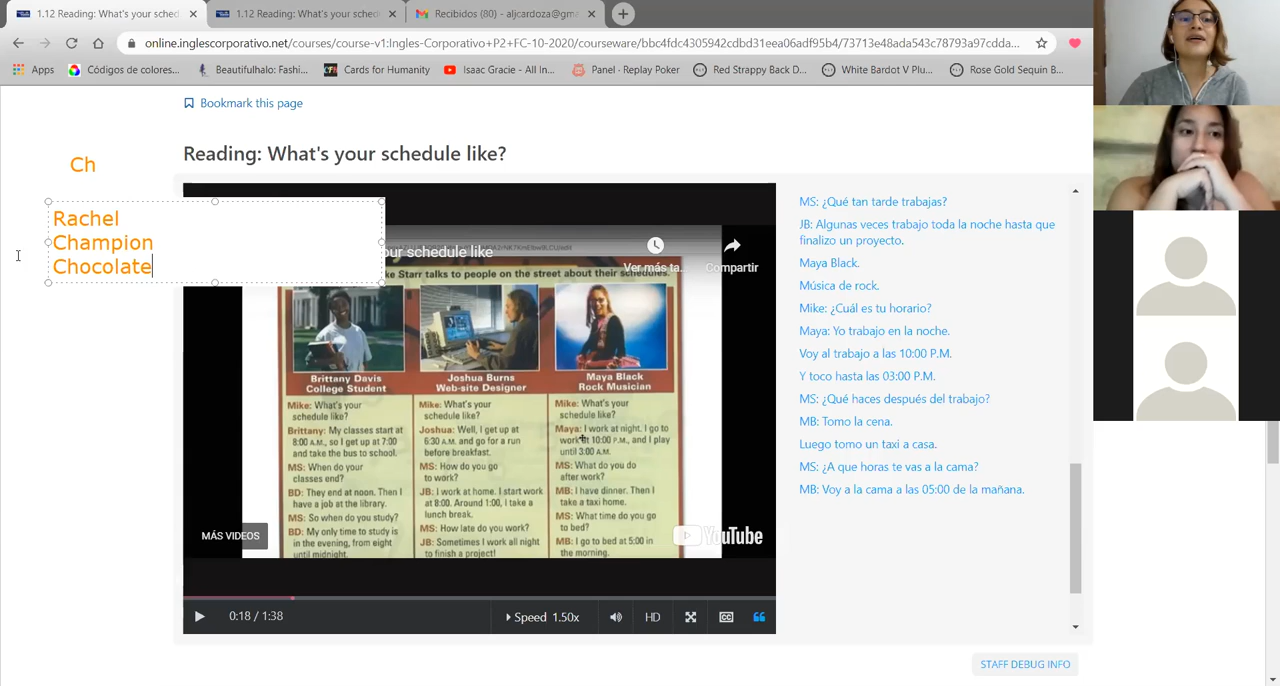 1.12 Reading: What's your sched
1.12 Reading: What's your sched
Recibidos (80) - aljcardoza@gma
online.inglescorporativo.net/courses/course-v1:Ingles-Corporativo+P2+FC-10-2020/courseware/bbc4fdc4305942cdbd31eea06adf95b4/73713e48ada543c78793a97cdda...
Apps
Códigos de colores...
Beautifulhalo: Fashi...
Cards for Humanity
Isaac Gracie - All In...
Panel · Replay Poker
Red Strappy Back D...
White Bardot V Plu...
Rose Gold Sequin B...
Bookmark this page
Reading: What's your schedule like?
Ch
Rachel
Champion
Chocolate
our schedule like
Ver más ta...
Compartir
ke Starr talks to people on the street about their schedules.
Brittany Davis
College Student
Joshua Burns
Web-site Designer
Maya Black
Rock Musician
Mike: What's your
schedule like?
Brittany: My classes start at
8:00 A.M., so I get up at 7:00
and take the bus to school.
MS: When do your
classes end?
BD: They end at noon. Then I
have a job at the library.
MS: So when do you study?
BD: My only time to study is
in the evening, from eight
until midnight.
Mike: What's your
schedule like?
Joshua: Well, I get up at
6:30 A.M. and go for a run
before breakfast.
MS: How do you go
to work?
JB: I work at home. I start work
at 8:00. Around 1:00, I take a
lunch break.
MS: How late do you work?
JB: Sometimes I work all night
to finish a project!
Mike: What's your
schedule like?
Maya: I work at night. I go to
work at 10:00 P.M., and I play
until 3:00 A.M.
MS: What do you do
after work?
MB: I have dinner. Then I
take a taxi home.
MS: What time do you go
to bed?
MB: I go to bed at 5:00 in
the morning.
MÁS VIDEOS
YouTube
0:18 / 1:38
Speed 1.50x
HD
MS: ¿Qué tan tarde trabajas?
JB: Algunas veces trabajo toda la noche hasta que
finalizo un proyecto.
Maya Black.
Música de rock.
Mike: ¿Cuál es tu horario?
Maya: Yo trabajo en la noche.
Voy al trabajo a las 10:00 P.M.
Y toco hasta las 03:00 P.M.
MS: ¿Qué haces después del trabajo?
MB: Tomo la cena.
Luego tomo un taxi a casa.
MS: ¿A que horas te vas a la cama?
MB: Voy a la cama a las 05:00 de la mañana.
STAFF DEBUG INFO